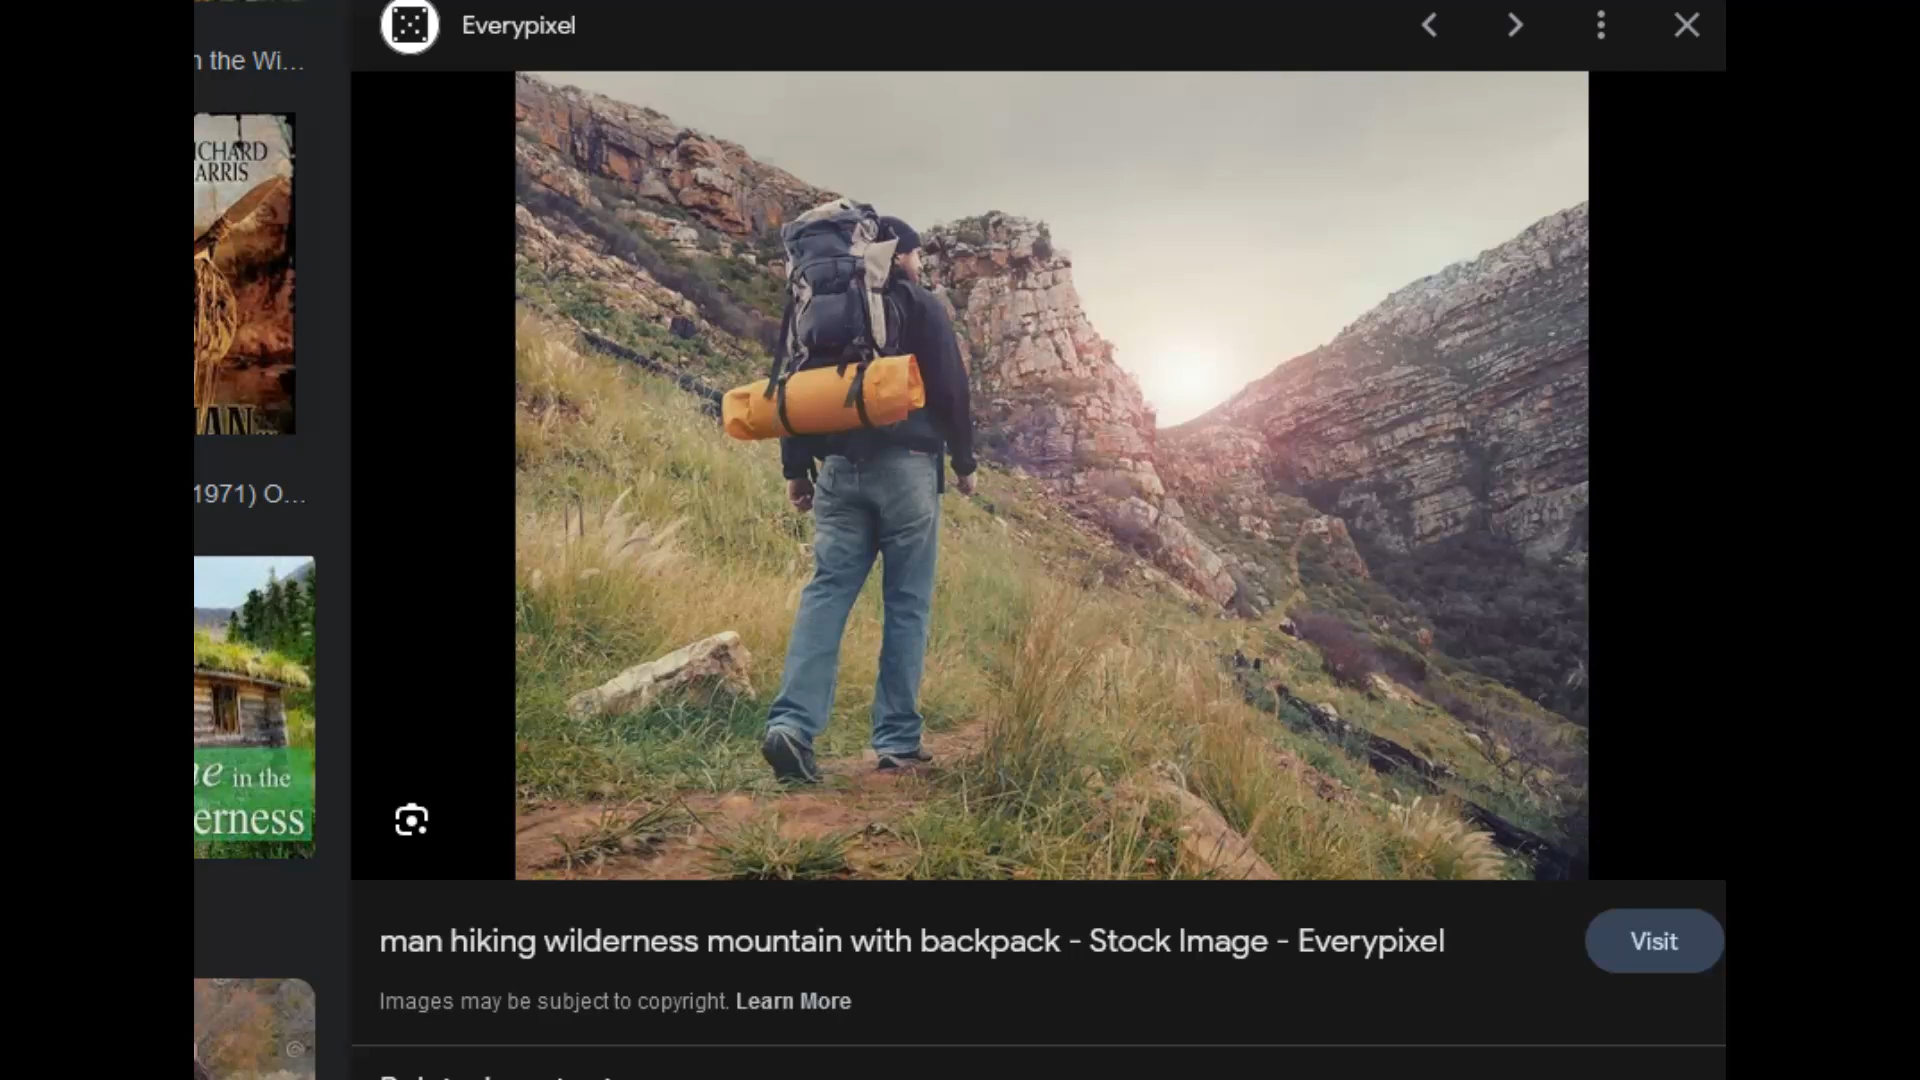 Everypixel
n the Wi...
CHARD
ARRIS
AN
1971) O...
e in the
erness
man hiking wilderness mountain with backpack - Stock Image - Everypixel
Visit
Images may be subject to copyright. Learn More